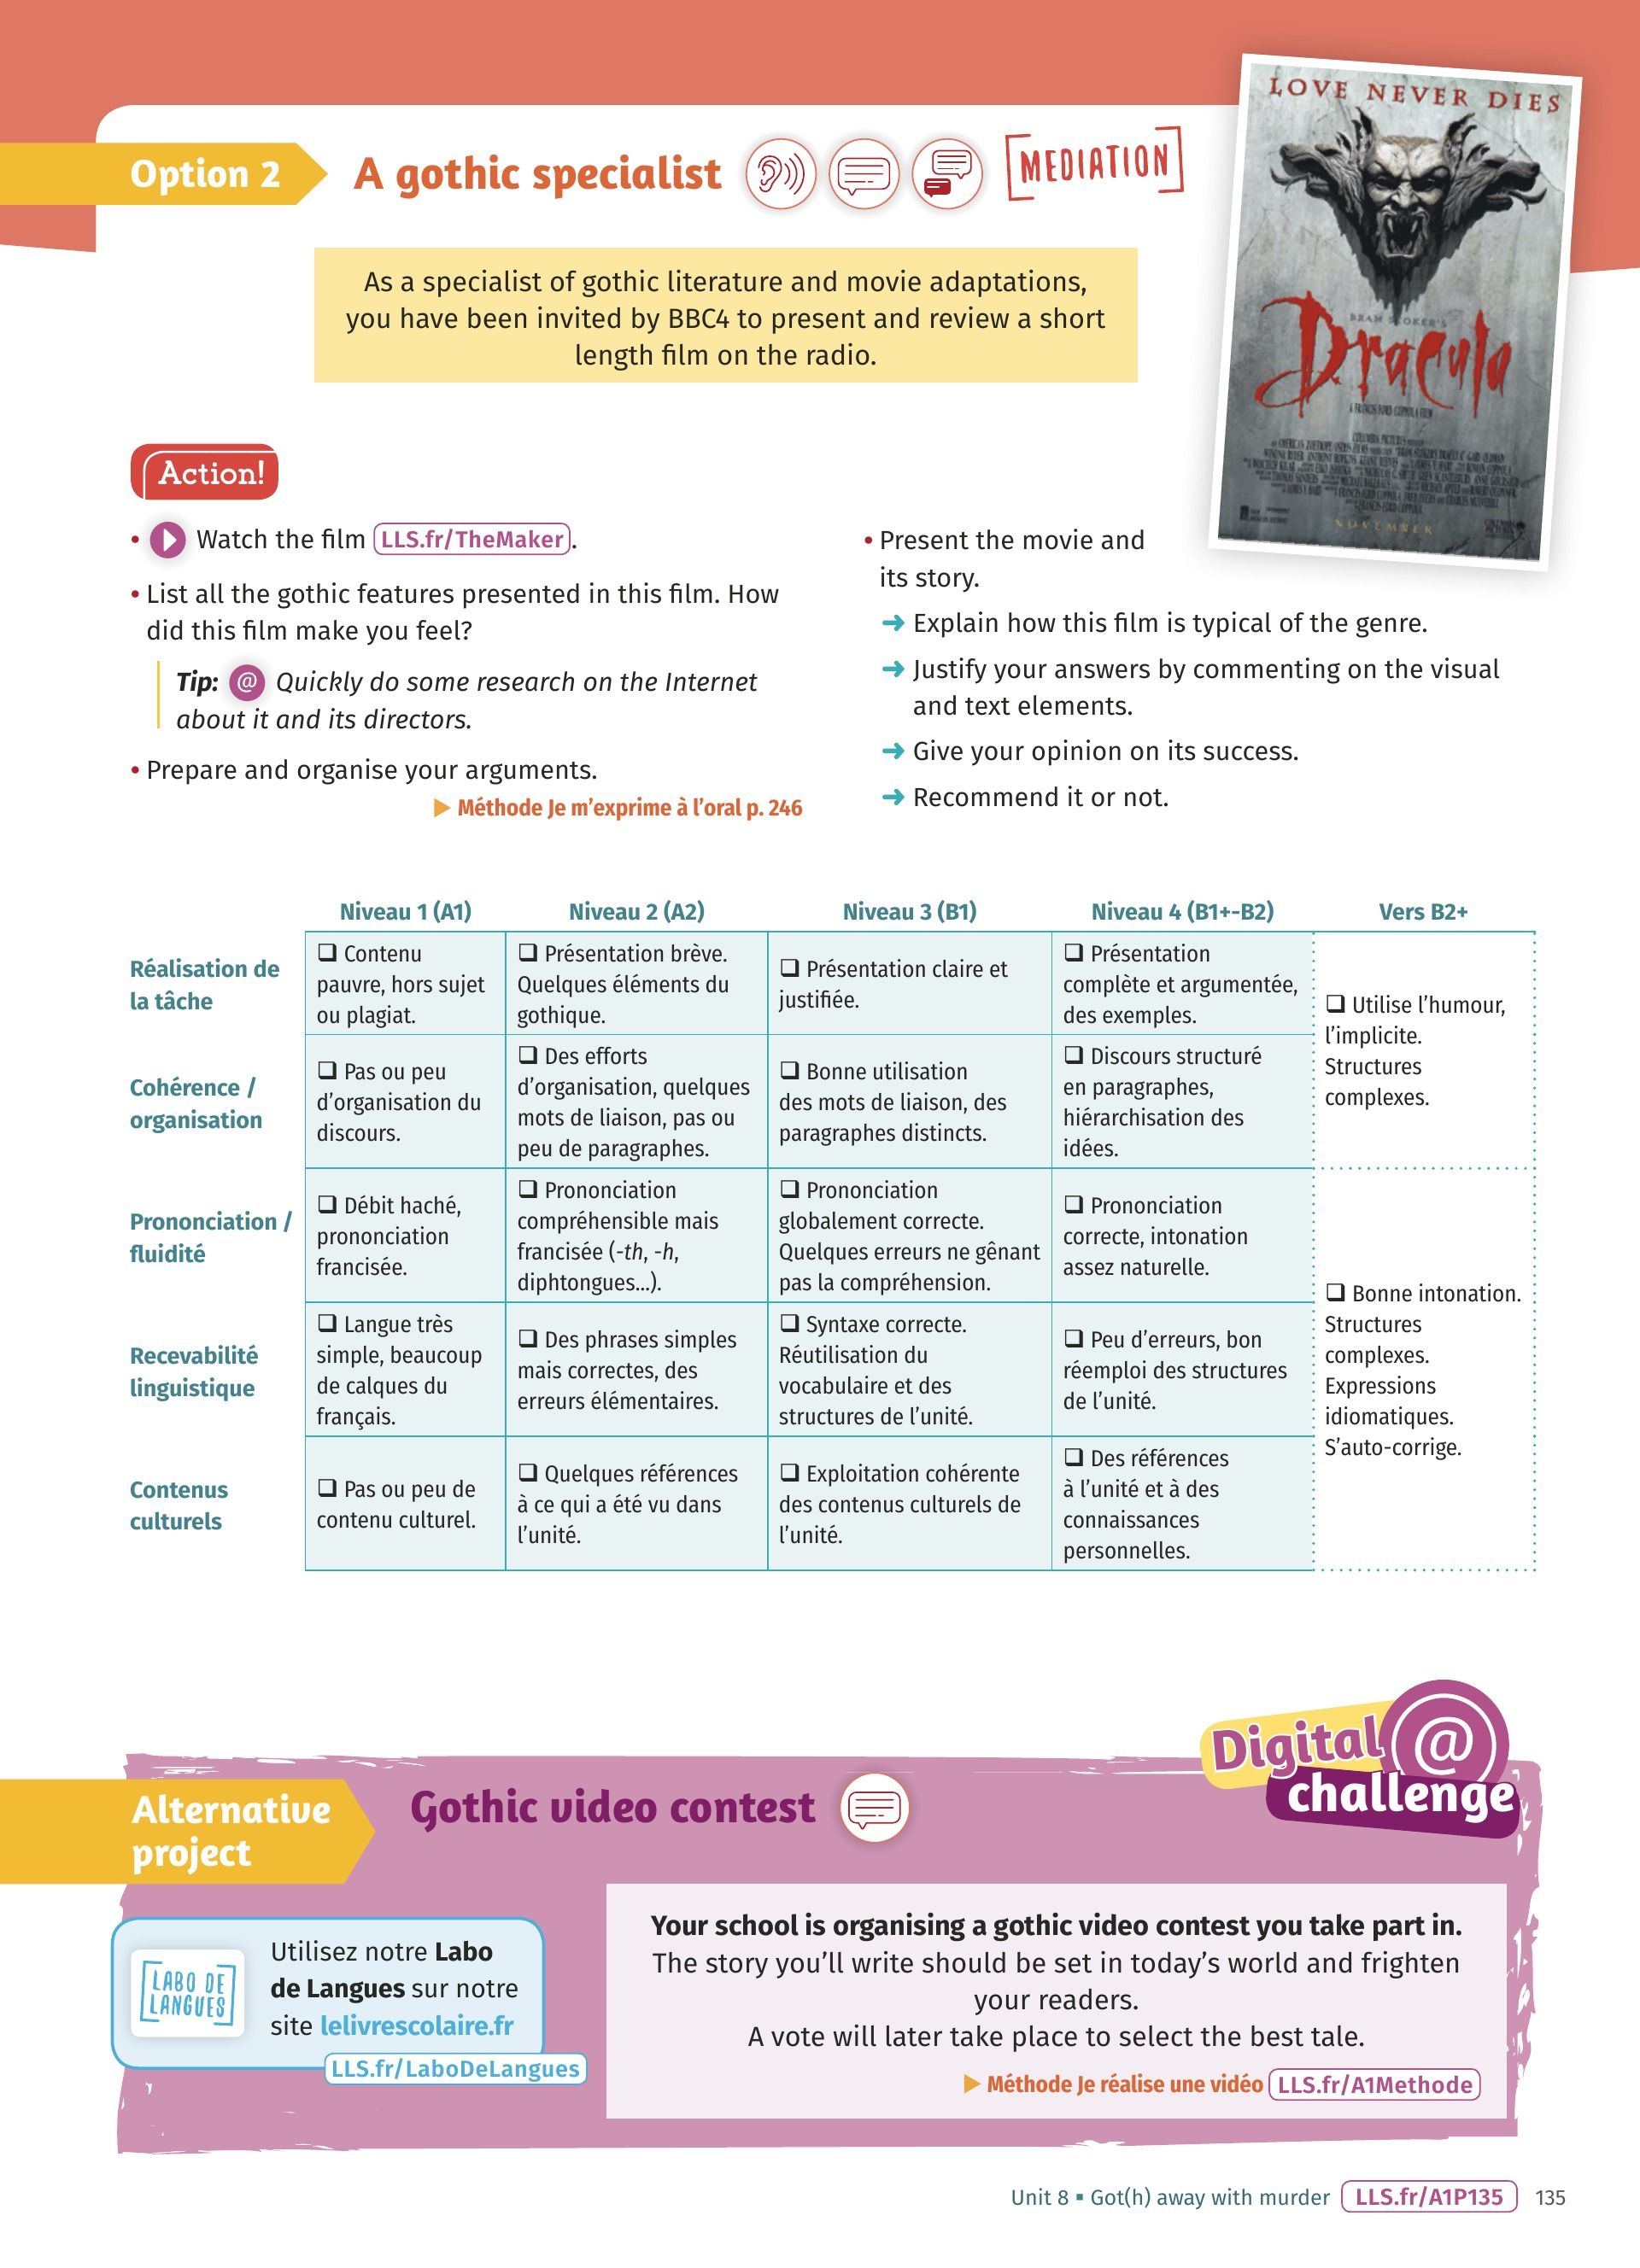 LOVE NEVER DIES
BRAM STOKER'S
Dracula
A FRANCIS FORD COPPOLA FILM
NOVEMBER
Option 2
A gothic specialist
[MEDIATION]
As a specialist of gothic literature and movie adaptations,
you have been invited by BBC4 to present and review a short
length film on the radio.
Action!
• Watch the film LLS.fr/TheMaker.
• List all the gothic features presented in this film. How
did this film make you feel?
Tip: @ Quickly do some research on the Internet
about it and its directors.
• Prepare and organise your arguments.
▶ Méthode Je m'exprime à l'oral p. 246
• Present the movie and
its story.
➜ Explain how this film is typical of the genre.
➜ Justify your answers by commenting on the visual
and text elements.
➜ Give your opinion on its success.
➜ Recommend it or not.
Niveau 1 (A1) Niveau 2 (A2) Niveau 3 (B1) Niveau 4 (B1+-B2) Vers B2+
Réalisation de
la tâche
❏ Contenu
pauvre, hors sujet
ou plagiat.
❏ Présentation brève.
Quelques éléments du
gothique.
❏ Présentation claire et
justifiée.
❏ Présentation
complète et argumentée,
des exemples.
❏ Utilise l'humour,
l'implicite.
Structures
complexes.
Cohérence /
organisation
❏ Pas ou peu
d'organisation du
discours.
❏ Des efforts
d'organisation, quelques
mots de liaison, pas ou
peu de paragraphes.
❏ Bonne utilisation
des mots de liaison, des
paragraphes distincts.
❏ Discours structuré
en paragraphes,
hiérarchisation des
idées.
Prononciation /
fluidité
❏ Débit haché,
prononciation
francisée.
❏ Prononciation
compréhensible mais
francisée (-th, -h,
diphtongues...).
❏ Prononciation
globalement correcte.
Quelques erreurs ne gênant
pas la compréhension.
❏ Prononciation
correcte, intonation
assez naturelle.
❏ Bonne intonation.
Structures
complexes.
Expressions
idiomatiques.
S'auto-corrige.
Recevabilité
linguistique
❏ Langue très
simple, beaucoup
de calques du
français.
❏ Des phrases simples
mais correctes, des
erreurs élémentaires.
❏ Syntaxe correcte.
Réutilisation du
vocabulaire et des
structures de l'unité.
❏ Peu d'erreurs, bon
réemploi des structures
de l'unité.
Contenus
culturels
❏ Pas ou peu de
contenu culturel.
❏ Quelques références
à ce qui a été vu dans
l'unité.
❏ Exploitation cohérente
des contenus culturels de
l'unité.
❏ Des références
à l'unité et à des
connaissances
personnelles.
Digital @
challenge
Alternative
project
Gothic video contest
LABO DE
LANGUES
Utilisez notre Labo
de Langues sur notre
site lelivrescolaire.fr
LLS.fr/LaboDeLangues
Your school is organising a gothic video contest you take part in.
The story you'll write should be set in today's world and frighten
your readers.
A vote will later take place to select the best tale.
▶ Méthode Je réalise une vidéo LLS.fr/A1Methode
Unit 8 ▪ Got(h) away with murder LLS.fr/A1P135 135